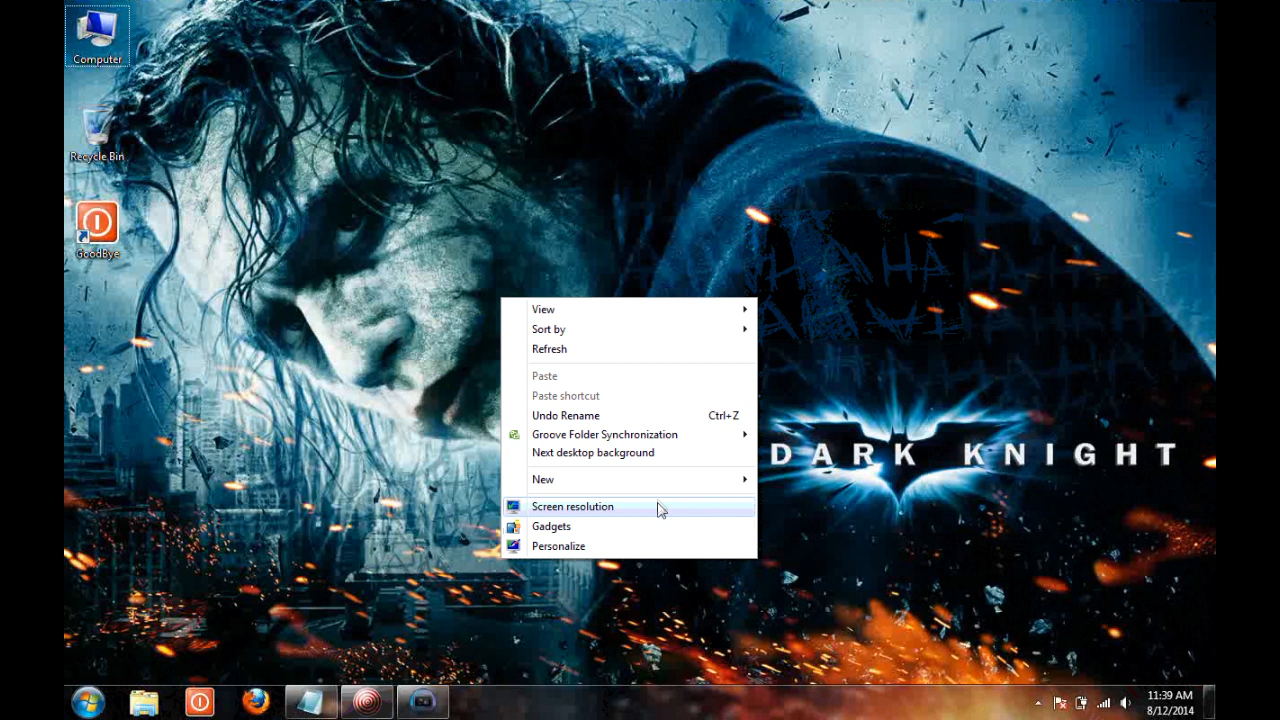 Computer
Recycle Bin
GoodBye
View
Sort by
Refresh
Paste
Paste shortcut
Undo Rename Ctrl+Z
Groove Folder Synchronization
Next desktop background
New
Screen resolution
Gadgets
Personalize
HAHA
DARK KNIGHT
11:39 AM
8/12/2014